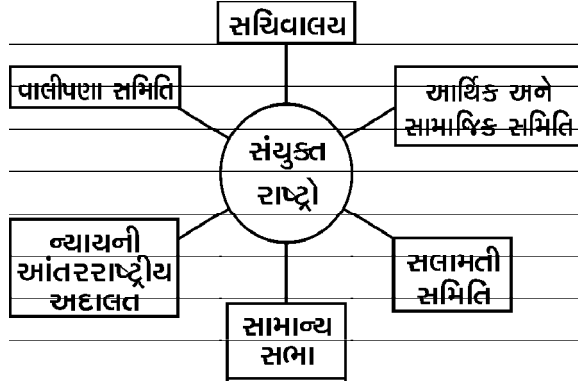 સચિવાલય
વાલીપણા સમિતિ
આર્થિક અને
સામાજિક સમિતિ
સંયુક્ત
રાષ્ટ્રો
ન્યાયની
આંતરરાષ્ટ્રીય
અદાલત
સલામતી
સમિતિ
સામાન્ય
સભા